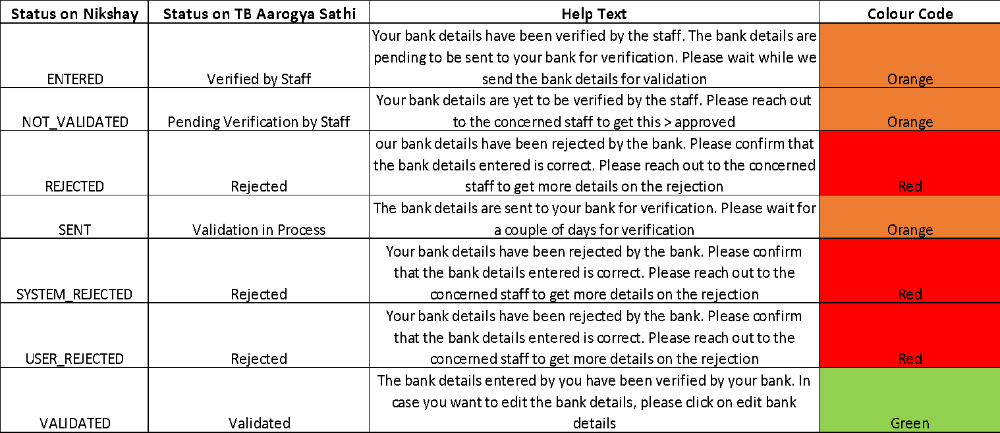 Status on Nikshay Status on TB Aarogya Sathi Help Text Colour Code
Your bank details have been verified by the staff. The bank details are
pending to be sent to your bank for verification. Please wait while we
ENTERED Verified by Staff send the bank details for validation Orange
Your bank details are yet to be verified by the staff. Please reach out
NOT_VALIDATED Pending Verification by Staff to the concerned staff to get this > approved Orange
our bank details have been rejected by the bank. Please confirm that
the bank details entered is correct. Please reach out to the concerned
REJECTED Rejected staff to get more details on the rejection Red
The bank details are sent to your bank for verification. Please wait for
SENT Validation in Process a couple of days for verification Orange
Your bank details have been rejected by the bank. Please confirm
that the bank details entered is correct. Please reach out to the
SYSTEM_REJECTED Rejected concerned staff to get more details on the rejection Red
Your bank details have been rejected by the bank. Please confirm
that the bank details entered is correct. Please reach out to the
USER_REJECTED Rejected concerned staff to get more details on the rejection Red
The bank details entered by you have been verified by your bank. In
case you want to edit the bank details, please click on edit bank
VALIDATED Validated details Green